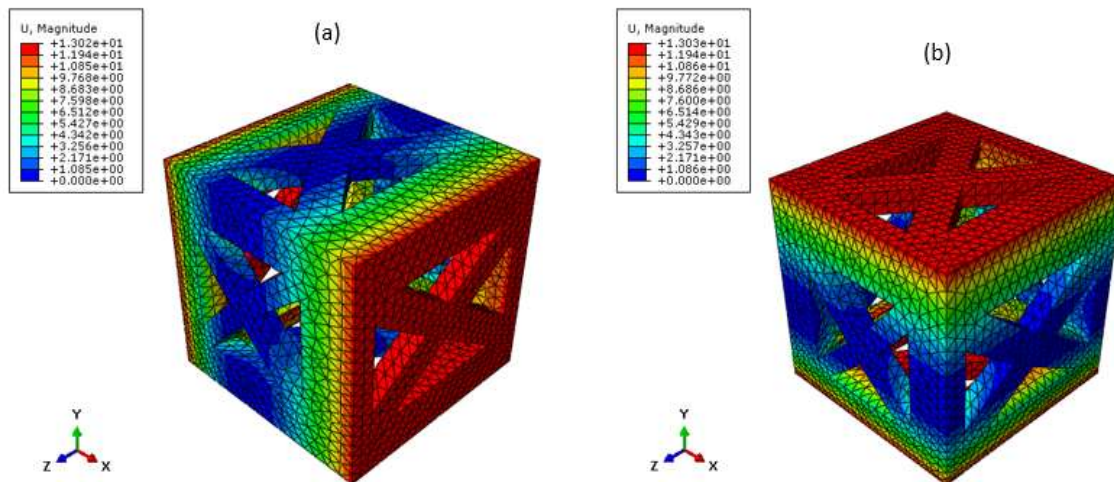 (a)
U, Magnitude
+1.302e+01
+1.194e+01
+1.085e+01
+9.768e+00
+8.683e+00
+7.598e+00
+6.512e+00
+5.427e+00
+4.342e+00
+3.256e+00
+2.171e+00
+1.085e+00
+0.000e+00
Y
Z
X
(b)
U, Magnitude
+1.303e+01
+1.194e+01
+1.086e+01
+9.772e+00
+8.686e+00
+7.600e+00
+6.514e+00
+5.429e+00
+4.343e+00
+3.257e+00
+2.171e+00
+1.086e+00
+0.000e+00
Y
Z
X